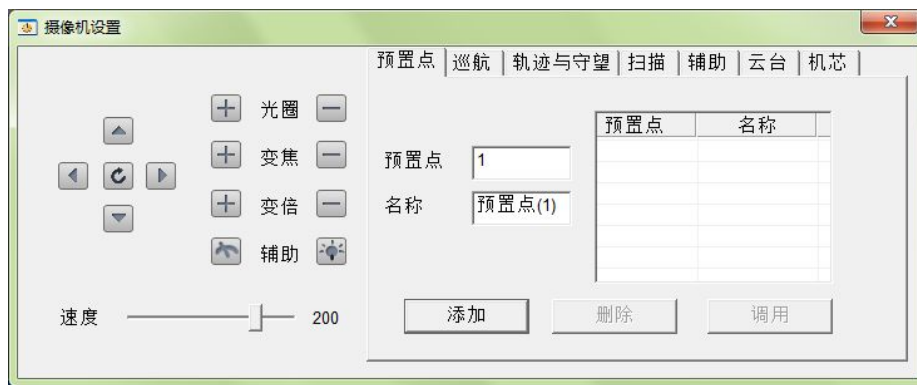 摄像机设置
预置点 巡航 轨迹与守望 扫描 辅助 云台 机芯
光圈
变焦
变倍
辅助
速度 200
预置点 1
名称 预置点(1)
预置点 名称
添加 删除 调用